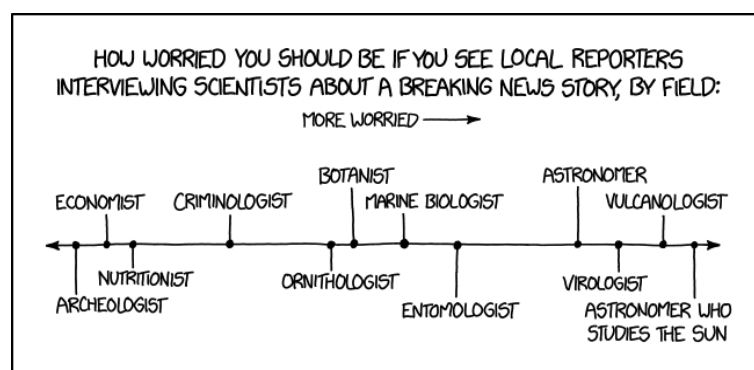 HOW WORRIED YOU SHOULD BE IF YOU SEE LOCAL REPORTERS
INTERVIEWING SCIENTISTS ABOUT A BREAKING NEWS STORY, BY FIELD:
MORE WORRIED
BOTANIST
ASTRONOMER
ECONOMIST
CRIMINOLOGIST
MARINE BIOLOGIST
VULCANOLOGIST
NUTRITIONIST
ORNITHOLOGIST
VIROLOGIST
ARCHEOLOGIST
ENTOMOLOGIST
ASTRONOMER WHO
STUDIES THE SUN